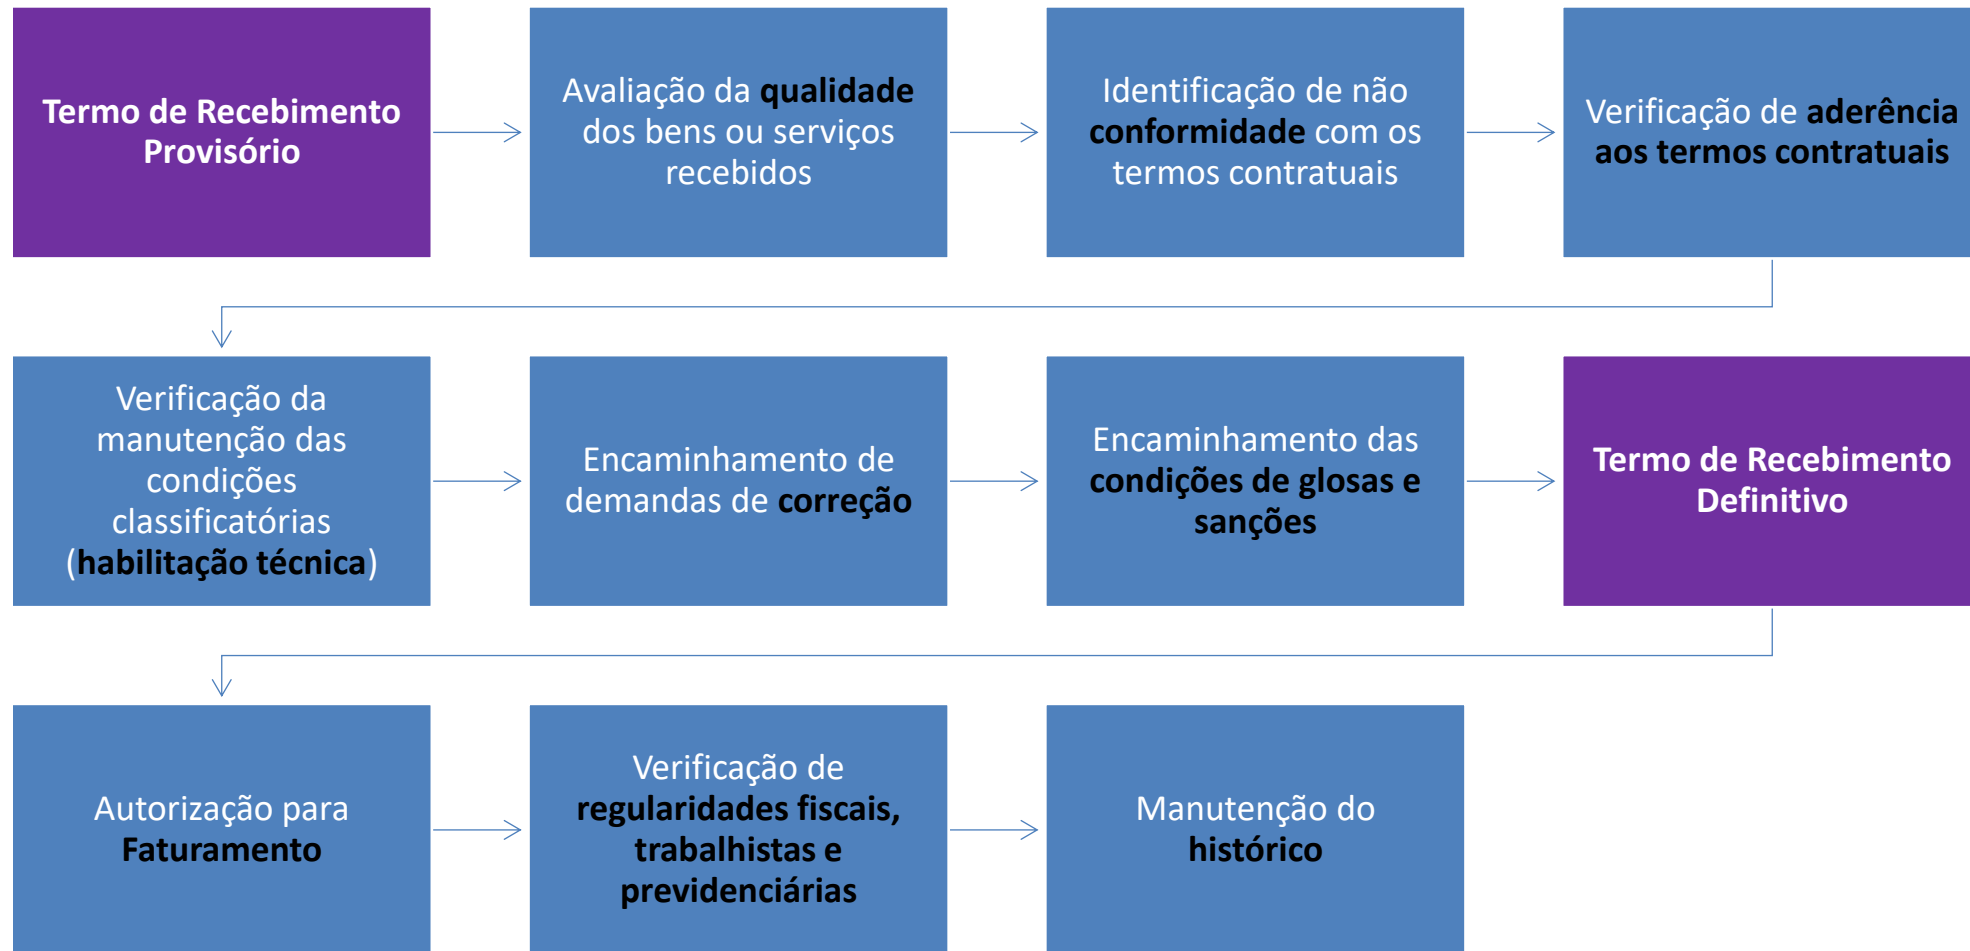 Termo de Recebimento
Provisório
Avaliação da qualidade
dos bens ou serviços
recebidos
Identificação de não
conformidade com os
termos contratuais
Verificação de aderência
aos termos contratuais
Verificação da
manutenção das
condições
classificatórias
(habilitação técnica)
Encaminhamento de
demandas de correção
Encaminhamento das
condições de glosas e
sanções
Termo de Recebimento
Definitivo
Autorização para
Faturamento
Verificação de
regularidades fiscais,
trabalhistas e
previdenciárias
Manutenção do
histórico